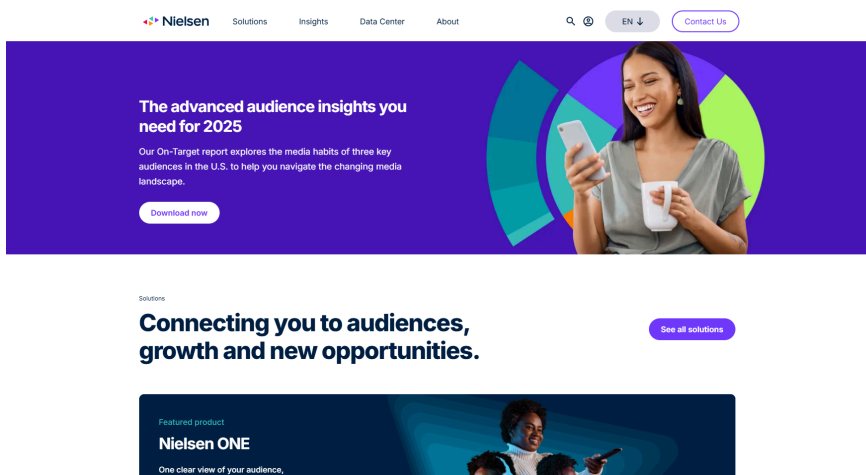 Nielsen
Solutions
Insights
Data Center
About
EN
Contact Us
The advanced audience insights you
need for 2025
Our On-Target report explores the media habits of three key
audiences in the U.S. to help you navigate the changing media
landscape.
Download now
Solutions
Connecting you to audiences,
growth and new opportunities.
See all solutions
Featured product
Nielsen ONE
One clear view of your audience,